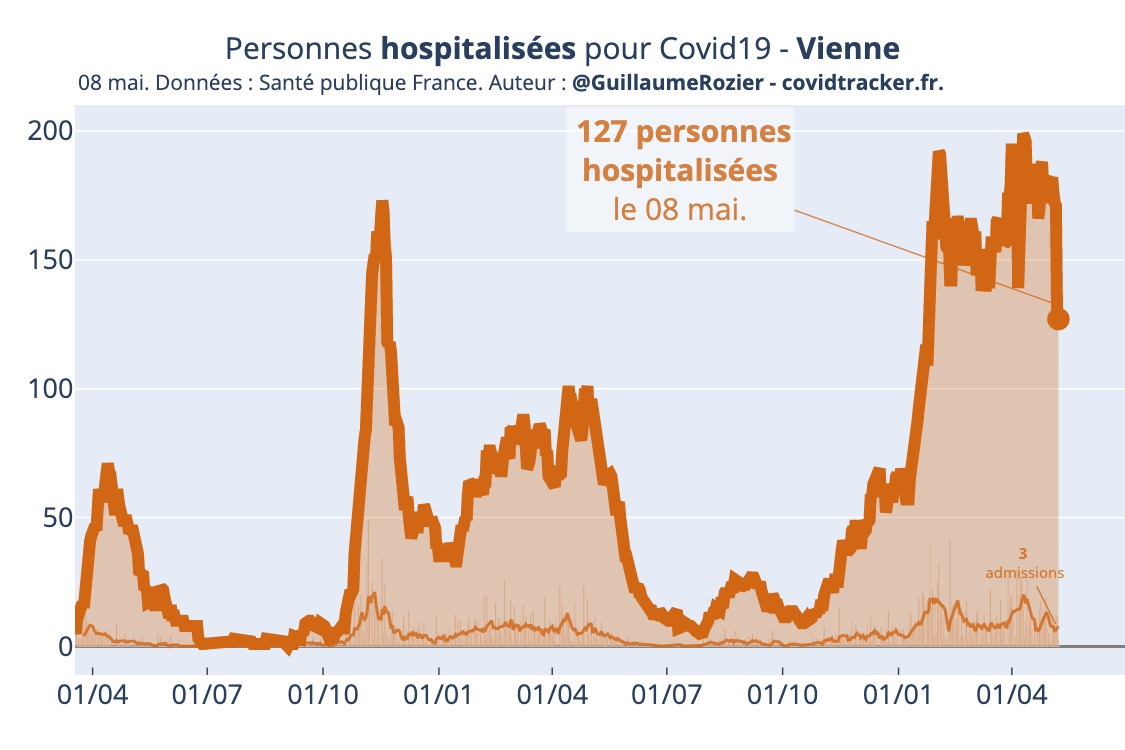 Personnes hospitalisées pour Covid19 - Vienne
08 mai. Données : Santé publique France. Auteur : @GuillaumeRozier - covidtracker.fr.
127 personnes
hospitalisées
le 08 mai.
200
150
100
50
0
3
admissions
01/04 01/07 01/10 01/01 01/04 01/07 01/10 01/01 01/04